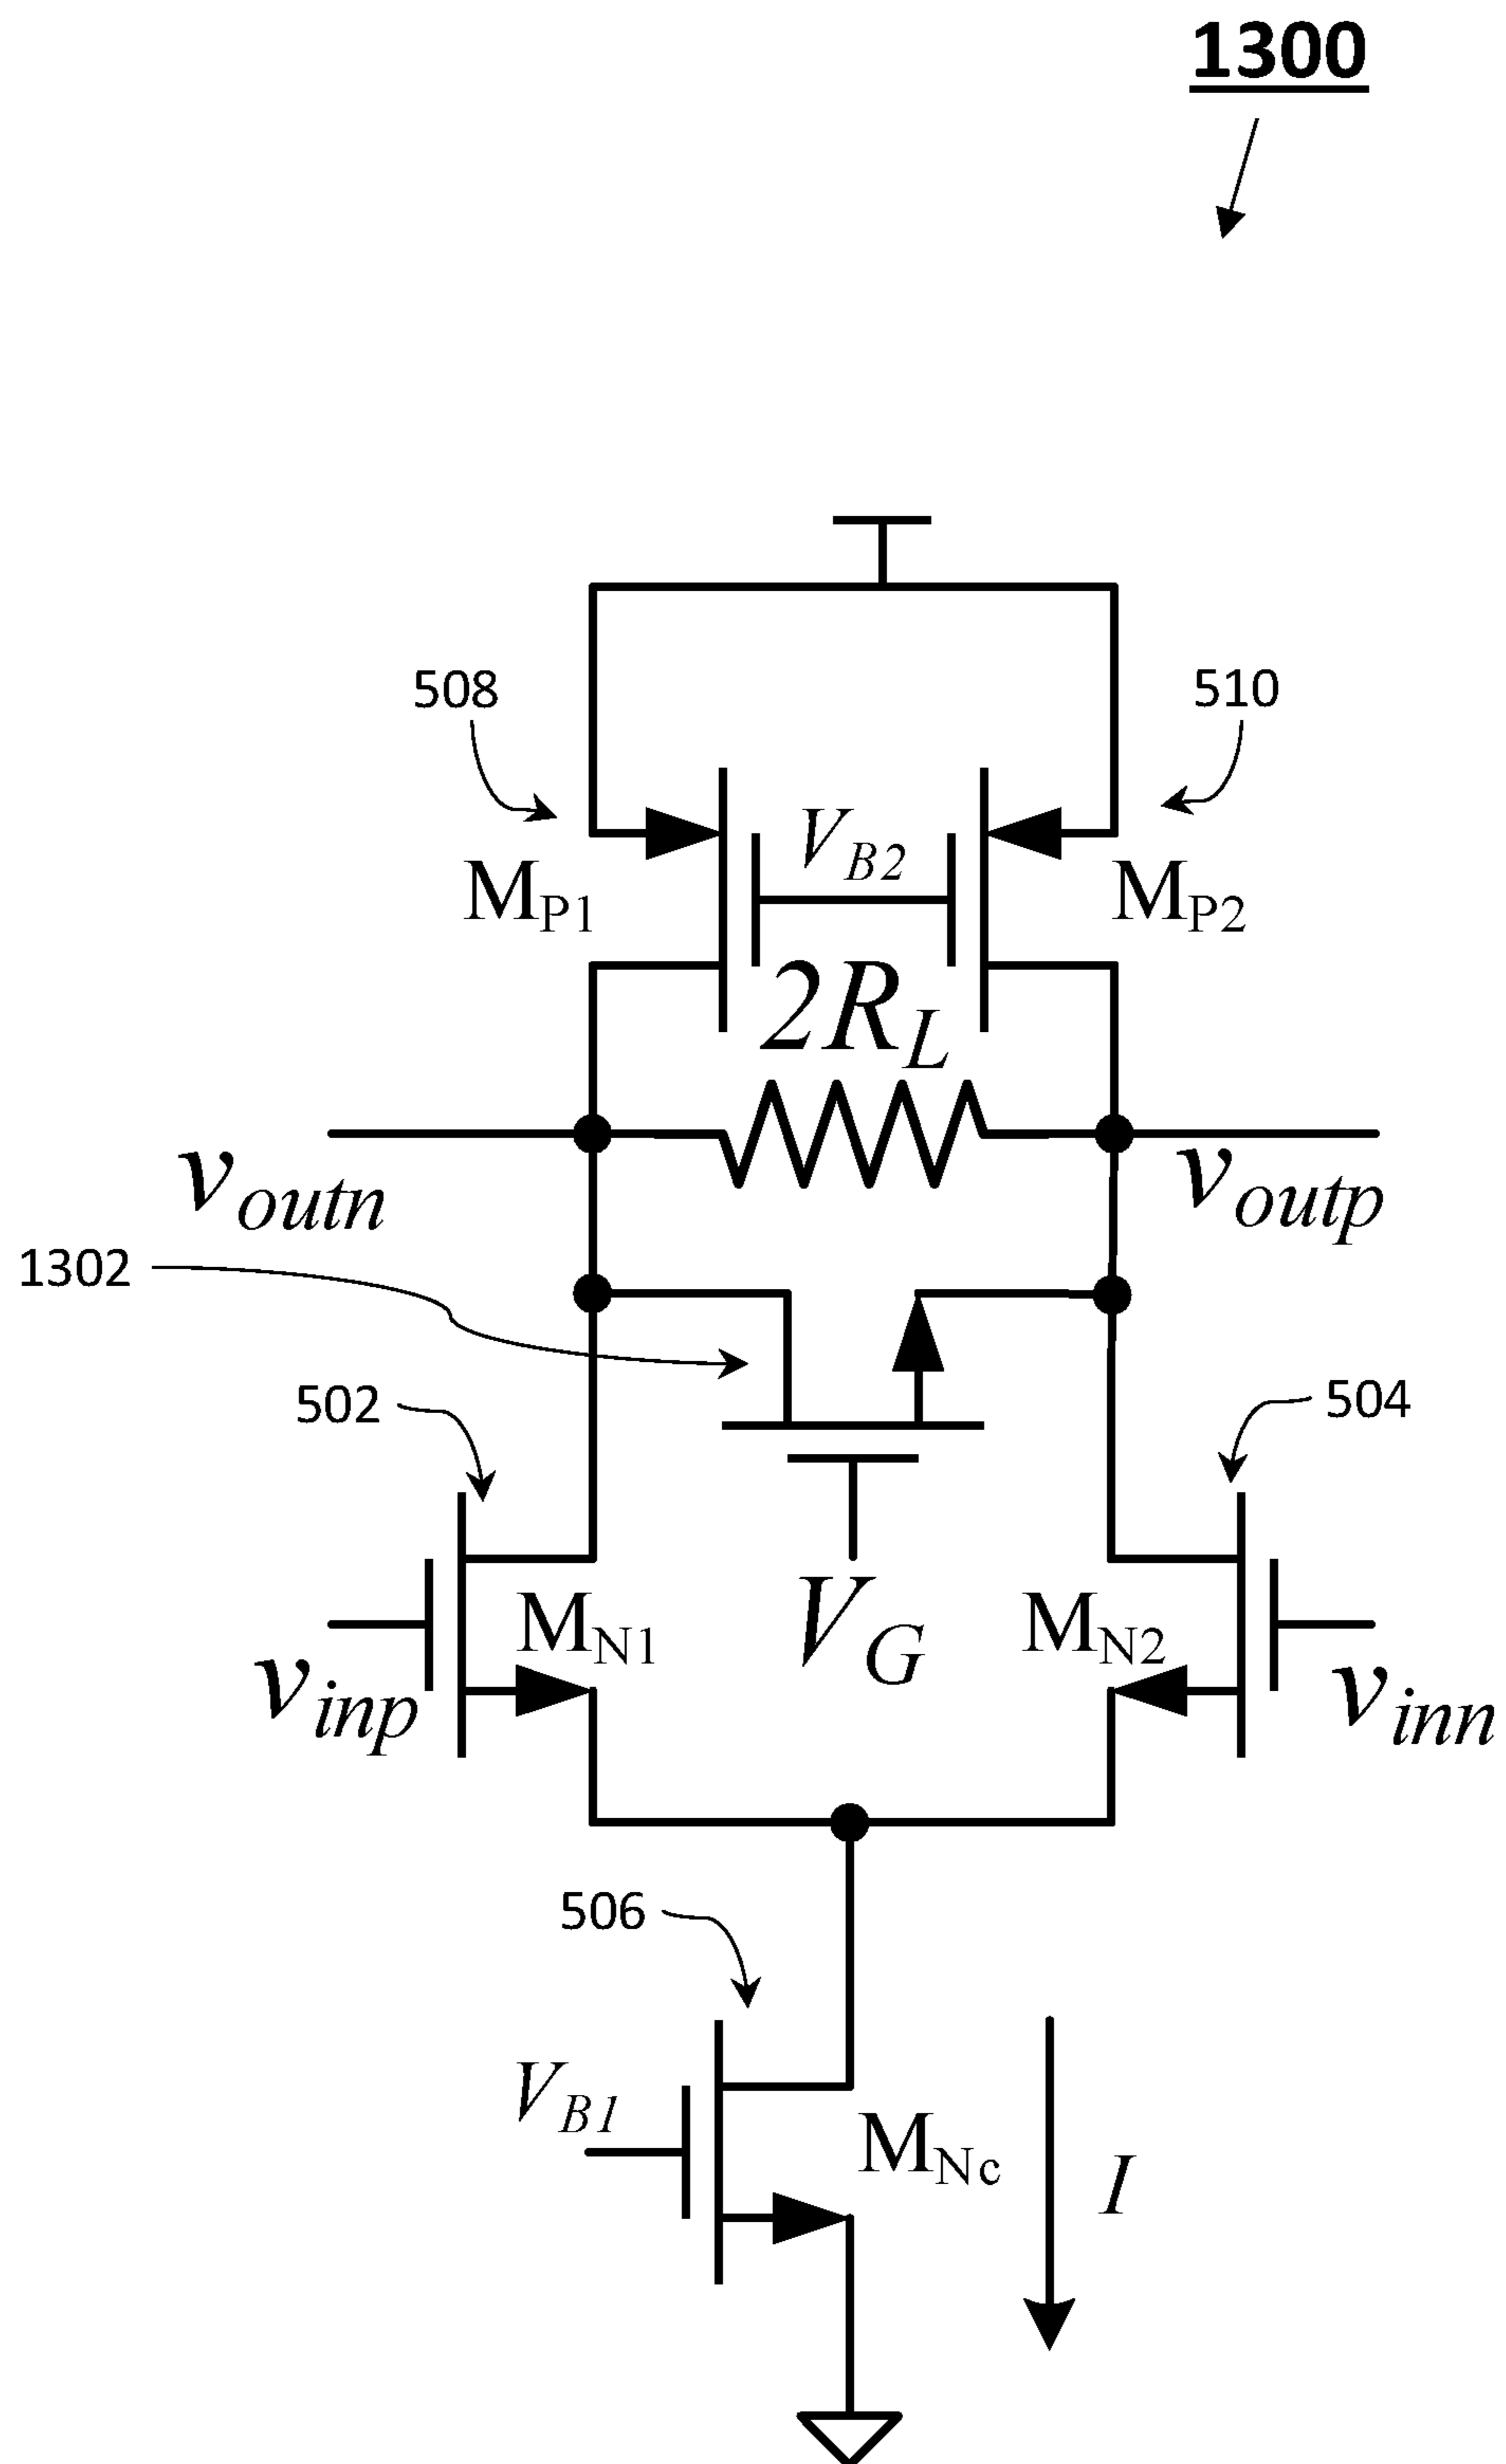 1300
508
510
V_B2
M_P1
M_P2
2R_L
v_outn
v_outp
1302
502
504
M_N1
M_N2
V_G
v_inp
v_inn
506
V_B1
M_Nc
I